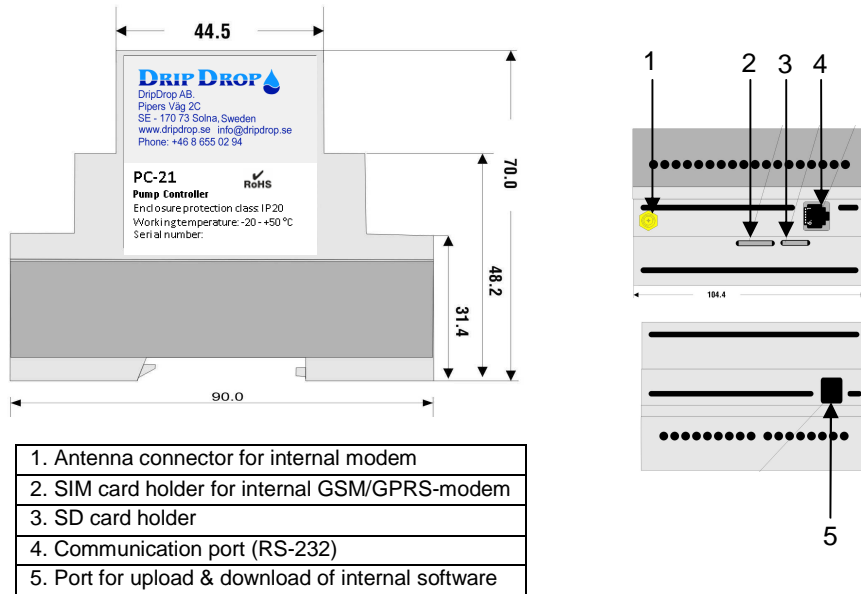 44.5
DRIP DROP
DripDrop AB.
Pipers Väg 2C
SE - 170 73 Solna, Sweden
www.dripdrop.se info@dripdrop.se
Phone: +46 8 655 02 94
PC-21
RoHS
Pump Controller
Enclosure protection class: IP20
Working temperature: -20 - +50 °C
Serial number:
70.0
48.2
31.4
90.0
1 2 3 4
104.4
5
1. Antenna connector for internal modem
2. SIM card holder for internal GSM/GPRS-modem
3. SD card holder
4. Communication port (RS-232)
5. Port for upload & download of internal software